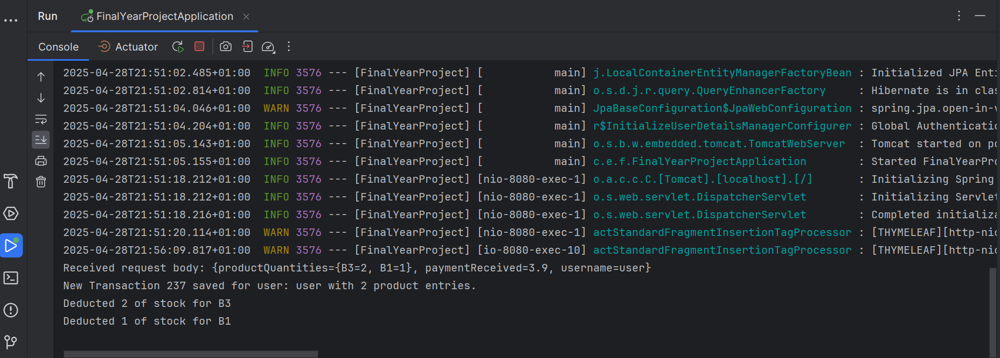 Run FinalYearProjectApplication
Console Actuator
2025-04-28T21:51:02.485+01:00  INFO 3576 --- [FinalYearProject] [           main] j.LocalContainerEntityManagerFactoryBean : Initialized JPA
2025-04-28T21:51:02.814+01:00  INFO 3576 --- [FinalYearProject] [           main] o.s.d.j.r.query.QueryEnhancerFactory     : Hibernate is in
2025-04-28T21:51:04.046+01:00  WARN 3576 --- [FinalYearProject] [           main] JpaBaseConfiguration$JpaWebConfiguration : spring.jpa.open-in-
2025-04-28T21:51:04.204+01:00  INFO 3576 --- [FinalYearProject] [           main] r$InitializeUserDetailsManagerConfigurer : Global
2025-04-28T21:51:05.143+01:00  INFO 3576 --- [FinalYearProject] [           main] o.s.b.w.embedded.tomcat.TomcatWebServer  : Tomcat started on
2025-04-28T21:51:05.155+01:00  INFO 3576 --- [FinalYearProject] [           main] c.e.f.FinalYearProjectApplication        : Started FinalYearPr
2025-04-28T21:51:18.212+01:00  INFO 3576 --- [FinalYearProject] [nio-8080-exec-1] o.a.c.c.C.[Tomcat].[localhost].[/]       : Initializing Spring
2025-04-28T21:51:18.212+01:00  INFO 3576 --- [FinalYearProject] [nio-8080-exec-1] o.s.web.servlet.DispatcherServlet        : Initializing Servlet
2025-04-28T21:51:18.216+01:00  INFO 3576 --- [FinalYearProject] [nio-8080-exec-1] o.s.web.servlet.DispatcherServlet        : Completed initializ
2025-04-28T21:51:20.114+01:00  WARN 3576 --- [FinalYearProject] [nio-8080-exec-1] actStandardFragmentInsertionTagProcessor : [THYMELEAF][http-ni
2025-04-28T21:56:09.817+01:00  WARN 3576 --- [FinalYearProject] [io-8080-exec-10] actStandardFragmentInsertionTagProcessor : [THYMELEAF][http-ni
Received request body: {productQuantities={B3=2, B1=1}, paymentReceived=3.9, username=user}
New Transaction 237 saved for user: user with 2 product entries.
Deducted 2 of stock for B3
Deducted 1 of stock for B1